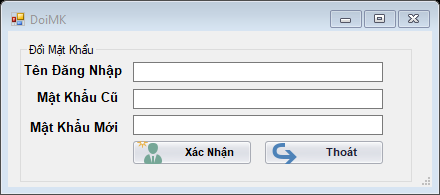 DoiMK
Đổi Mật Khẩu
Tên Đăng Nhập
Mật Khẩu Cũ
Mật Khẩu Mới
Xác Nhận Thoát